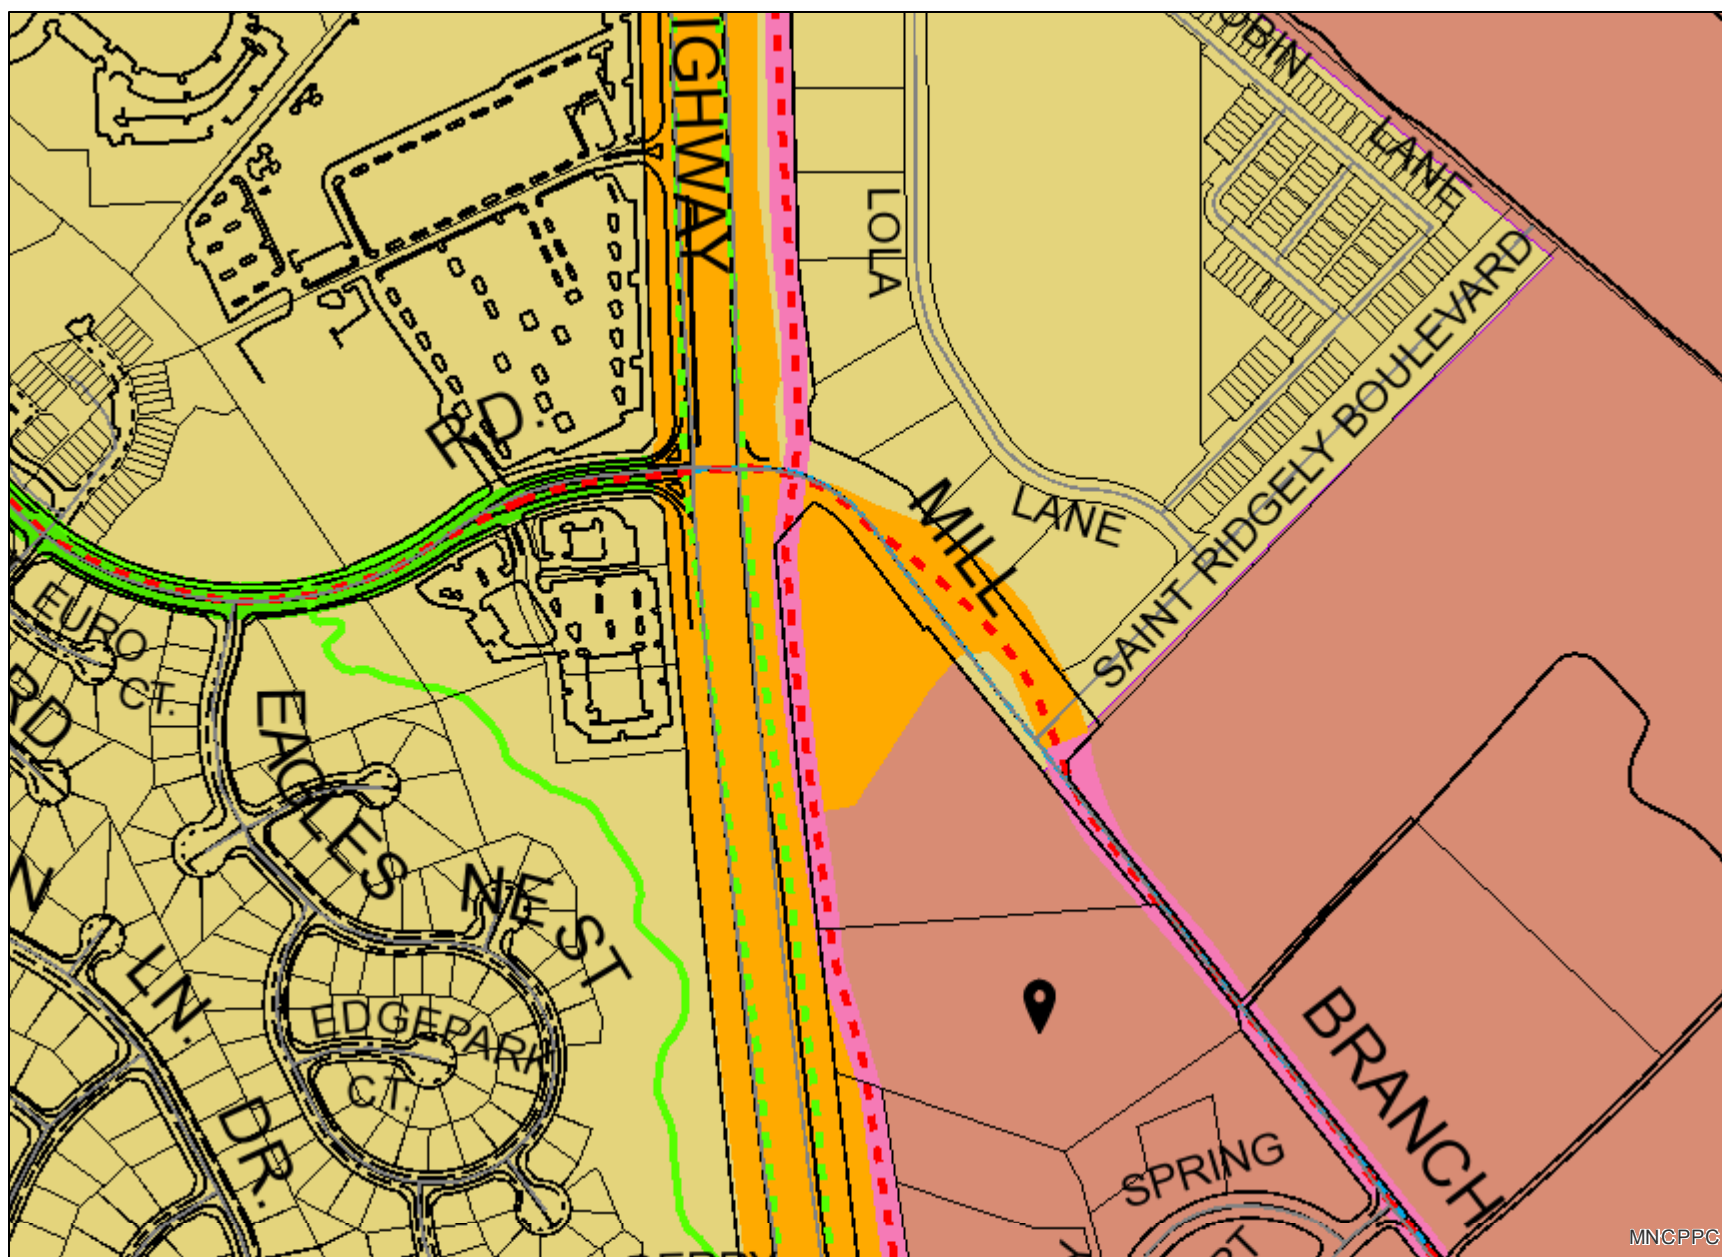 IGHWAY
OBIN
LANE
LOLA
LANE
SAINT RIDGELY BOULEVARD
RD.
MILL
EURO
CT.
RD
EAGLES
NEST
N
LN.
DR.
EDGEPARK
CT.
BRANCH
SPRING
MNCPPC